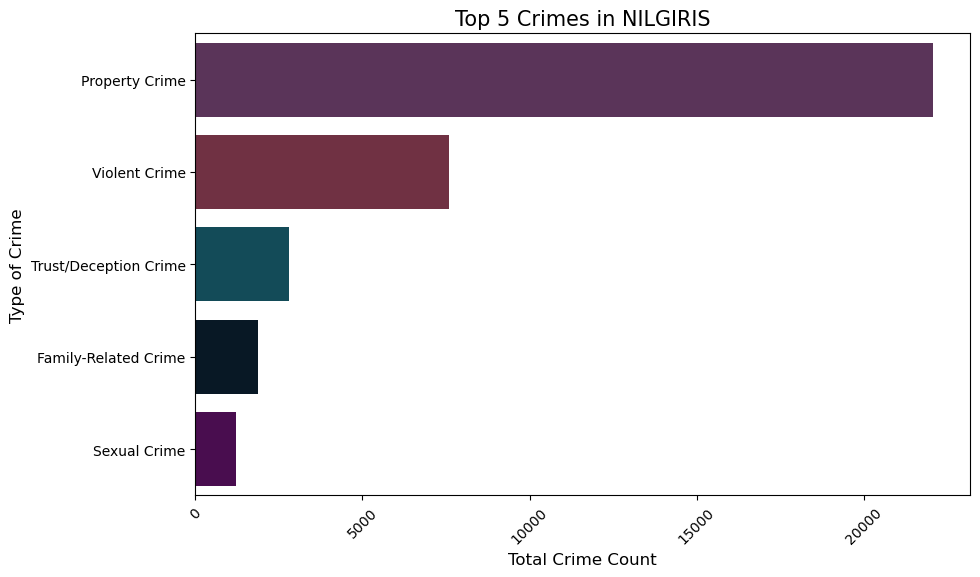 Top 5 Crimes in NILGIRIS
Type of Crime
Property Crime
Violent Crime
Trust/Deception Crime
Family-Related Crime
Sexual Crime
0
5000
10000
15000
20000
Total Crime Count